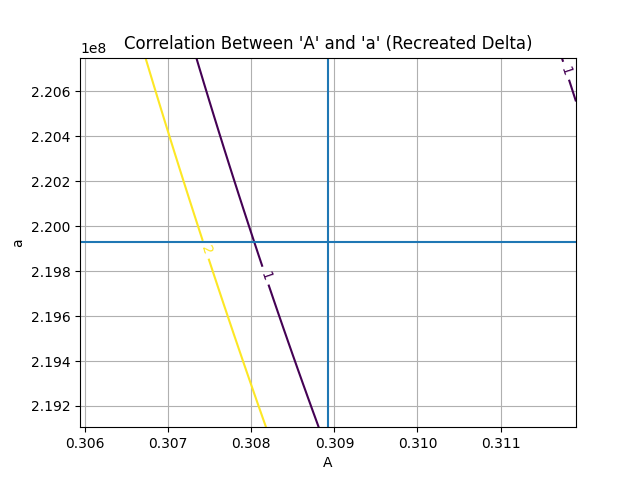 Correlation Between 'A' and 'a' (Recreated Delta)
1e8
2.206
2.204
2.202
2.200
2.198
2.196
2.194
2.192
a
1
2
1
0.306 0.307 0.308 0.309 0.310 0.311
A